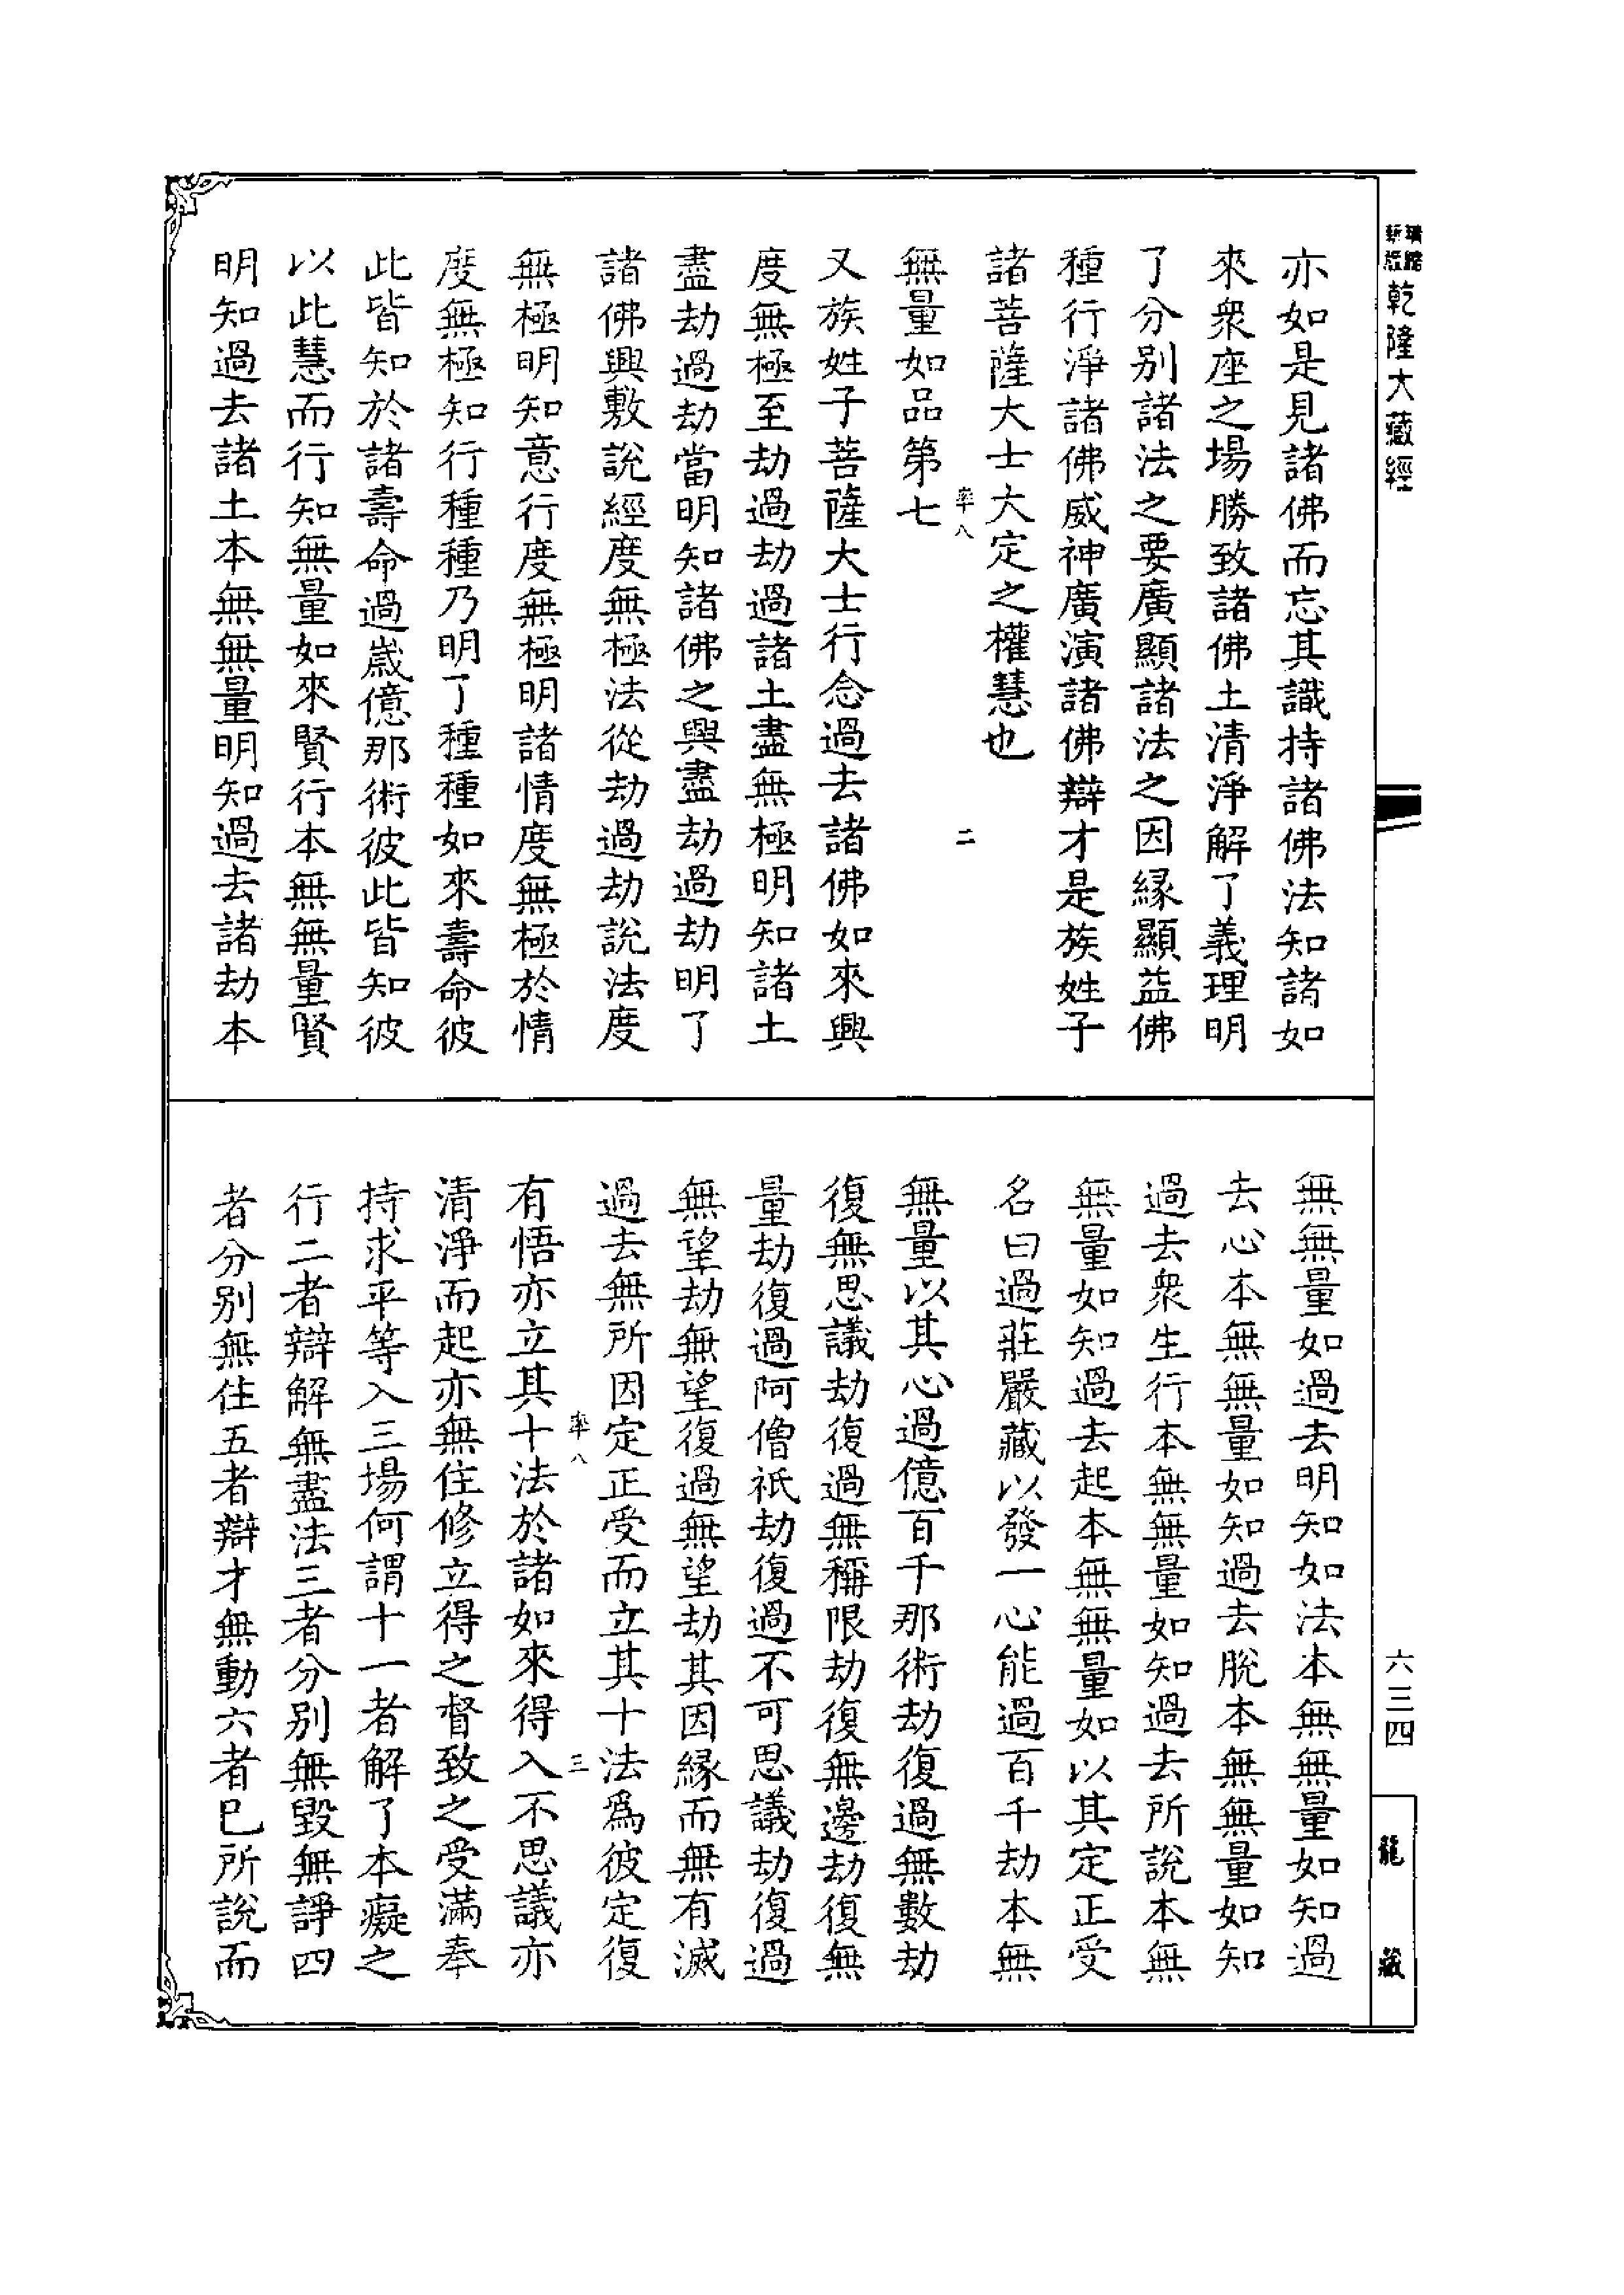 乾隆大藏經
亦如是見諸佛而忘其識持諸佛法知諸如
來衆座之場勝致諸佛土清淨解了義理明
了分別諸法之要廣顯諸法之因緣顯益佛
種行淨諸佛威神廣演諸佛辯才是族姓子
諸菩薩大士大定之權慧也
率八
二
無量如品第七
又族姓子菩薩大士行念過去諸佛如來興
度無極至劫過劫過諸土盡無極明知諸土
盡劫過劫當明知諸佛之興盡劫過劫明了
諸佛興敷說經度無極法從劫過劫說法度
無極明知意行度無極明諸情度無極於情
度無極知行種種乃明了種種如來壽命彼
此皆知於諸壽命過嵗億那術彼此皆知彼
以此慧而行知無量如來賢行本無無量賢
明知過去諸土本無無量明知過去諸劫本
無無量如過去明知如法本無無量如知過
去心本無無量如知過去脫本無無量如知
過去衆生行本無無量如知過去所說本無
無量如知過去起本無無量如以其定正受
名曰過莊嚴藏以發一心能過百千劫本無
無量以其心過億百千那術劫復過無數劫
復無思議劫復過無稱限劫復無邊劫復無
量劫復過阿僧祇劫復過不可思議劫復過
無望劫無望復過無望劫其因緣而無有滅
過去無所因定正受而立其十法爲彼定復
率八
三
有悟亦立其十法於諸如來得入不思議亦
清淨而起亦無住修立得之督致之受滿奉
持求平等入三場何謂十一者解了本癡之
行二者辯解無盡法三者分別無毀無諍四
者分別無住五者辯才無動六者巳所說而
六三四
龍藏